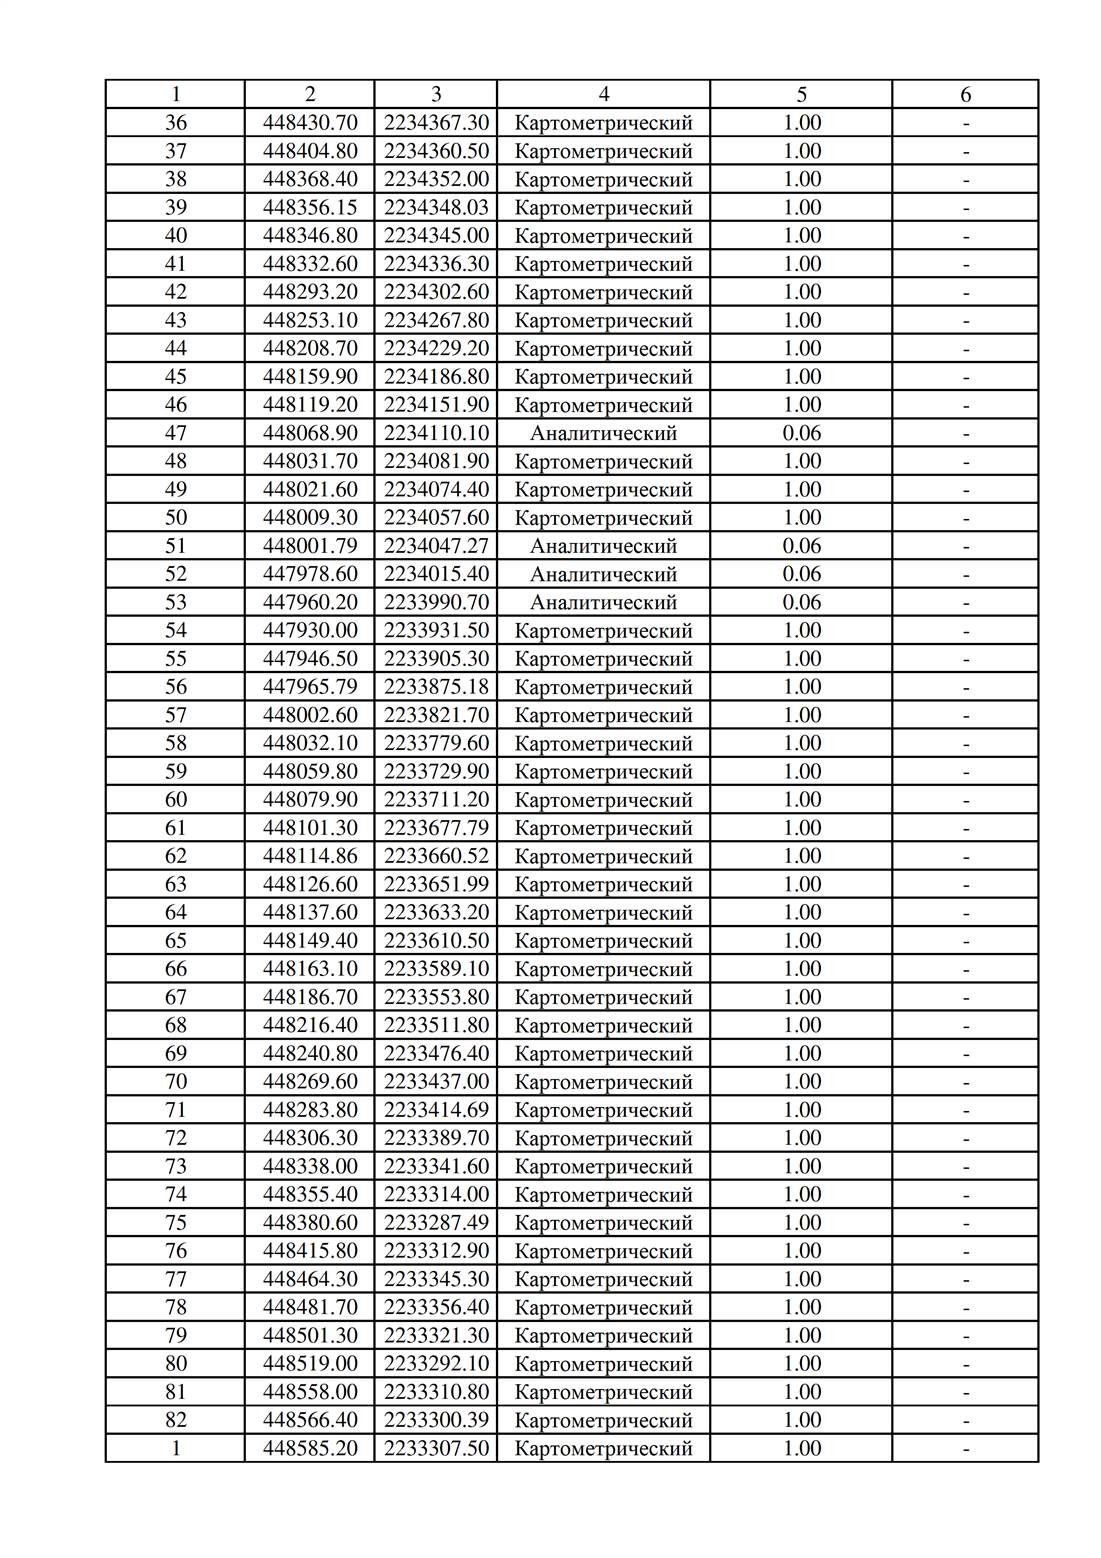 1 2 3 4 5 6
36 448430.70 2234367.30 Картометрический 1.00 -
37 448404.80 2234360.50 Картометрический 1.00 -
38 448368.40 2234352.00 Картометрический 1.00 -
39 448356.15 2234348.03 Картометрический 1.00 -
40 448346.80 2234345.00 Картометрический 1.00 -
41 448332.60 2234336.30 Картометрический 1.00 -
42 448293.20 2234302.60 Картометрический 1.00 -
43 448253.10 2234267.80 Картометрический 1.00 -
44 448208.70 2234229.20 Картометрический 1.00 -
45 448159.90 2234186.80 Картометрический 1.00 -
46 448119.20 2234151.90 Картометрический 1.00 -
47 448068.90 2234110.10 Аналитический 0.06 -
48 448031.70 2234081.90 Картометрический 1.00 -
49 448021.60 2234074.40 Картометрический 1.00 -
50 448009.30 2234057.60 Картометрический 1.00 -
51 448001.79 2234047.27 Аналитический 0.06 -
52 447978.60 2234015.40 Аналитический 0.06 -
53 447960.20 2233990.70 Аналитический 0.06 -
54 447930.00 2233931.50 Картометрический 1.00 -
55 447946.50 2233905.30 Картометрический 1.00 -
56 447965.79 2233875.18 Картометрический 1.00 -
57 448002.60 2233821.70 Картометрический 1.00 -
58 448032.10 2233779.60 Картометрический 1.00 -
59 448059.80 2233729.90 Картометрический 1.00 -
60 448079.90 2233711.20 Картометрический 1.00 -
61 448101.30 2233677.79 Картометрический 1.00 -
62 448114.86 2233660.52 Картометрический 1.00 -
63 448126.60 2233651.99 Картометрический 1.00 -
64 448137.60 2233633.20 Картометрический 1.00 -
65 448149.40 2233610.50 Картометрический 1.00 -
66 448163.10 2233589.10 Картометрический 1.00 -
67 448186.70 2233553.80 Картометрический 1.00 -
68 448216.40 2233511.80 Картометрический 1.00 -
69 448240.80 2233476.40 Картометрический 1.00 -
70 448269.60 2233437.00 Картометрический 1.00 -
71 448283.80 2233414.69 Картометрический 1.00 -
72 448306.30 2233389.70 Картометрический 1.00 -
73 448338.00 2233341.60 Картометрический 1.00 -
74 448355.40 2233314.00 Картометрический 1.00 -
75 448380.60 2233287.49 Картометрический 1.00 -
76 448415.80 2233312.90 Картометрический 1.00 -
77 448464.30 2233345.30 Картометрический 1.00 -
78 448481.70 2233356.40 Картометрический 1.00 -
79 448501.30 2233321.30 Картометрический 1.00 -
80 448519.00 2233292.10 Картометрический 1.00 -
81 448558.00 2233310.80 Картометрический 1.00 -
82 448566.40 2233300.39 Картометрический 1.00 -
1 448585.20 2233307.50 Картометрический 1.00 -